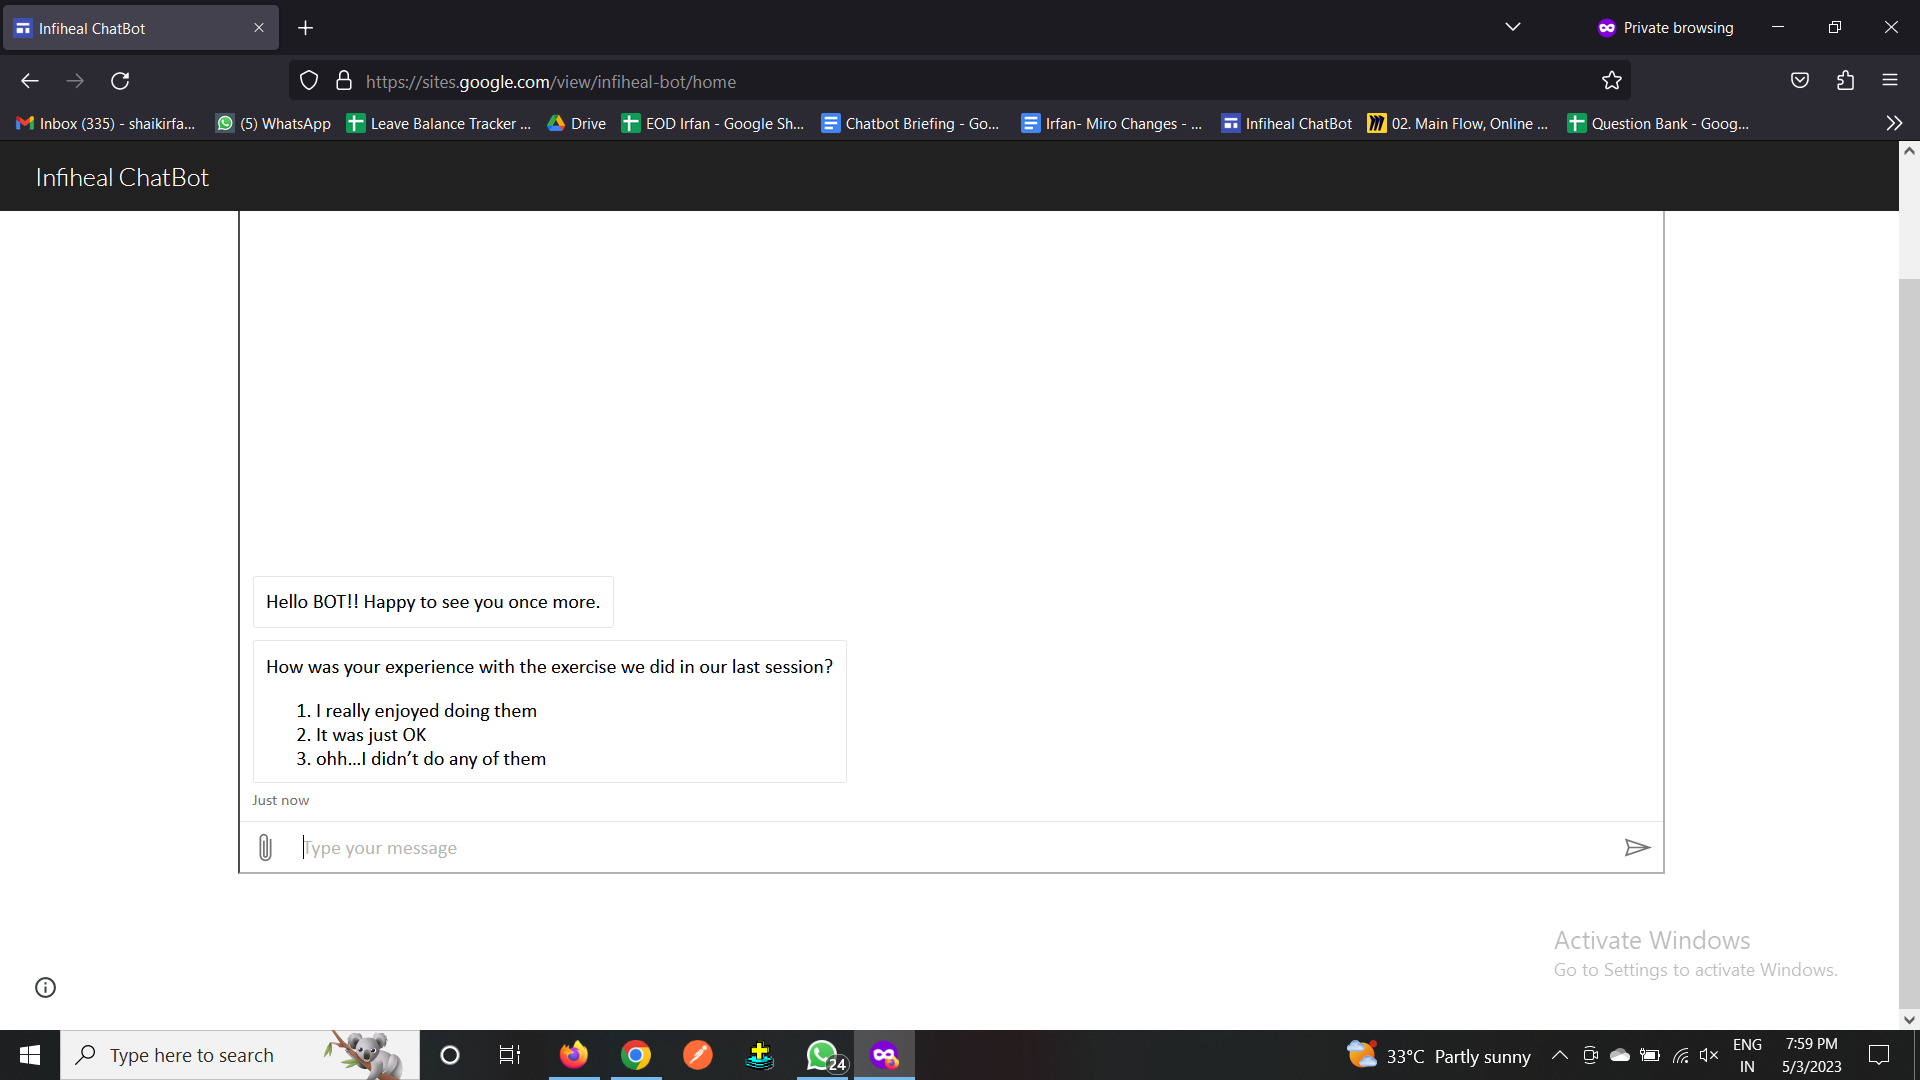 Infiheal ChatBot
Private browsing
https://sites.google.com/view/infiheal-bot/home
Inbox (335) - shaikirfa...
(5) WhatsApp
Leave Balance Tracker ...
Drive
EOD Irfan - Google Sh...
Chatbot Briefing - Go...
Irfan- Miro Changes - ...
Infiheal ChatBot
02. Main Flow, Online ...
Question Bank - Goog...
Infiheal ChatBot
Hello BOT!! Happy to see you once more.
How was your experience with the exercise we did in our last session?
1. I really enjoyed doing them
2. It was just OK
3. ohh...I didn’t do any of them
Just now
Type your message
Activate Windows
Go to Settings to activate Windows.
Type here to search
24
33°C Partly sunny
ENG
IN
7:59 PM
5/3/2023